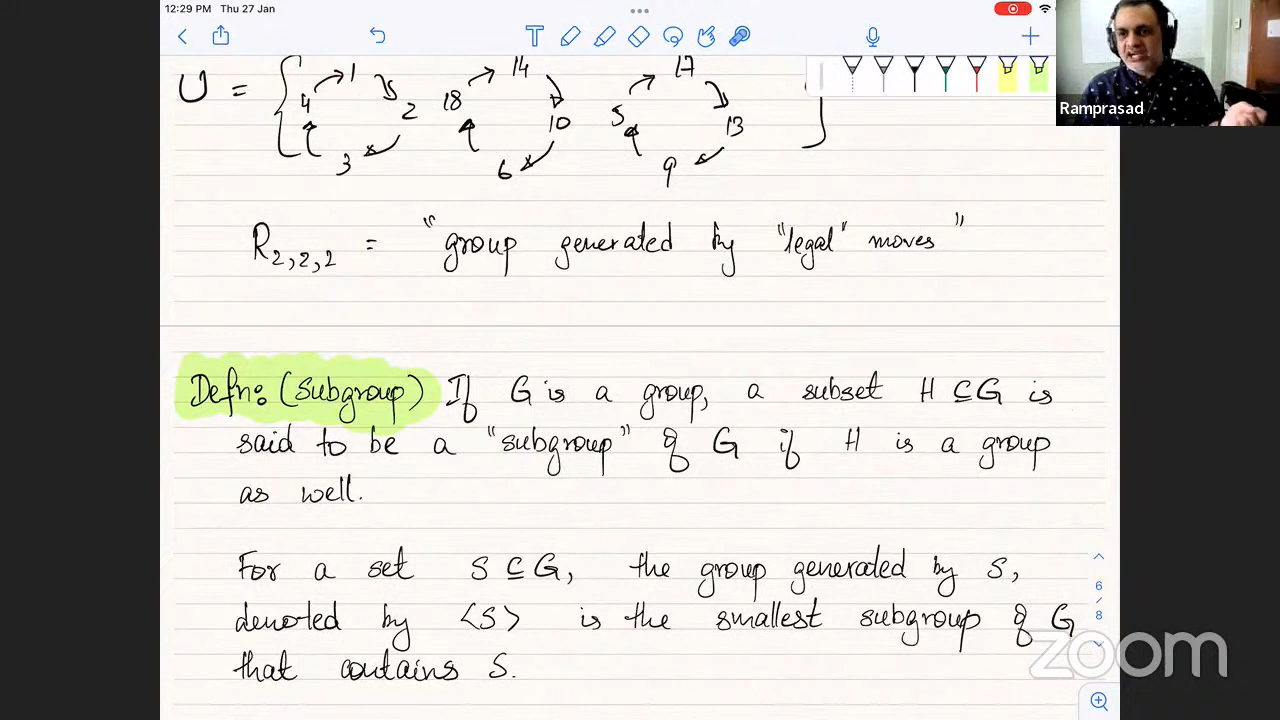 12:29 PM Thu 27 Jan
Ramprasad
U = { 4 1 2 3 18 14 10 6 5 17 13 9 }
R2,2,2 = "group generated by "legal" moves"
Defn: (Subgroup) If G is a group, a subset H ⊆ G is
said to be a "subgroup" of G if H is a group
as well.
For a set S ⊆ G, the group generated by S,
denoted by <S> is the smallest subgroup of G
that contains S.
6
8
zoom